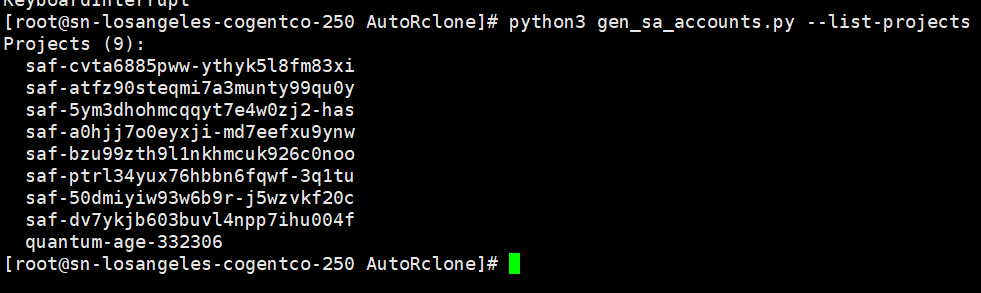 KeyboardInterrupt
[root@sn-losangeles-cogentco-250 AutoRclone]# python3 gen_sa_accounts.py --list-projects
Projects (9):
  saf-cvta6885pww-ythyk5l8fm83xi
  saf-atfz90steqmi7a3munty99qu0y
  saf-5ym3dhohmcqqyt7e4w0zj2-has
  saf-a0hjj7o0eyxji-md7eefxu9ynw
  saf-bzu99zth9l1nkhmcuk926c0noo
  saf-ptrl34yux76hbbn6fqwf-3q1tu
  saf-50dmiyiw93w6b9r-j5wzvkf20c
  saf-dv7ykjb603buvl4npp7ihu004f
  quantum-age-332306
[root@sn-losangeles-cogentco-250 AutoRclone]#